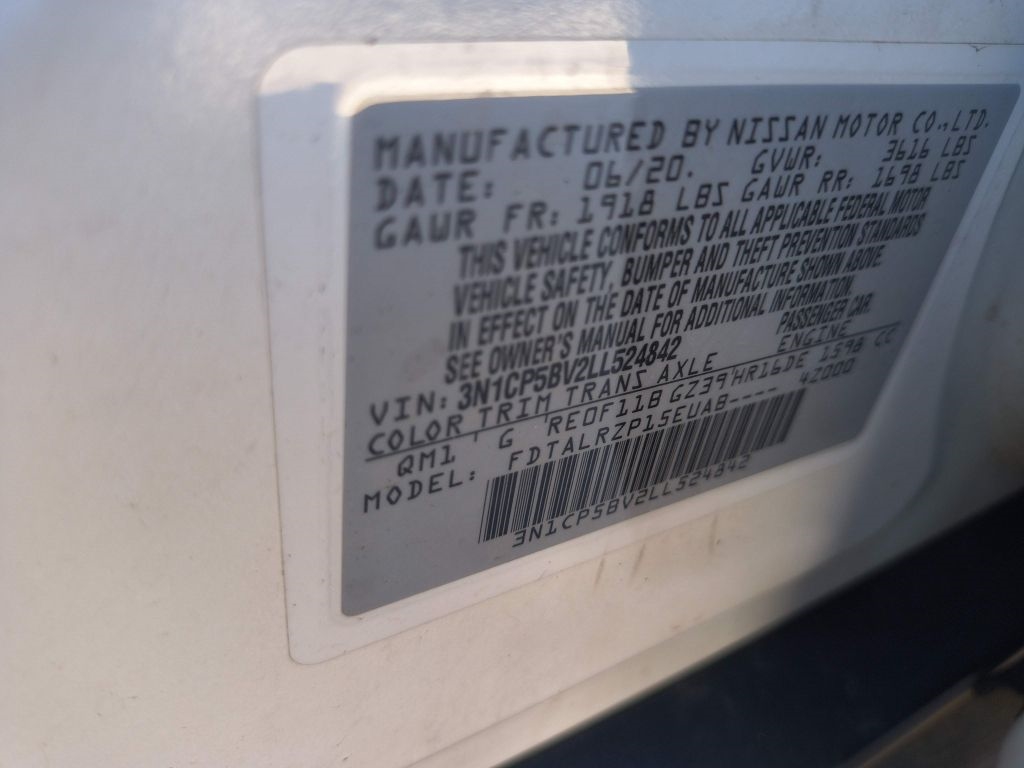 MANUFACTURED BY NISSAN MOTOR CO.,LTD.
DATE: 06/20. GVWR: 3616 LBS
GAWR FR: 1918 LBS GAWR RR: 1698 LBS
THIS VEHICLE CONFORMS TO ALL APPLICABLE FEDERAL MOTOR
VEHICLE SAFETY, BUMPER AND THEFT PREVENTION STANDARDS
IN EFFECT ON THE DATE OF MANUFACTURE SHOWN ABOVE.
SEE OWNER'S MANUAL FOR ADDITIONAL INFORMATION.
VIN: 3N1CP5BV2LL524842 PASSENGER CAR.
COLOR TRIM TRANS AXLE ENGINE
QM1 ' G 'RE0F11B GZ39'HR16DE 1598 CC
MODEL: FDTALRZP15EUAB---- 42000
3N1CP5BV2LL524842